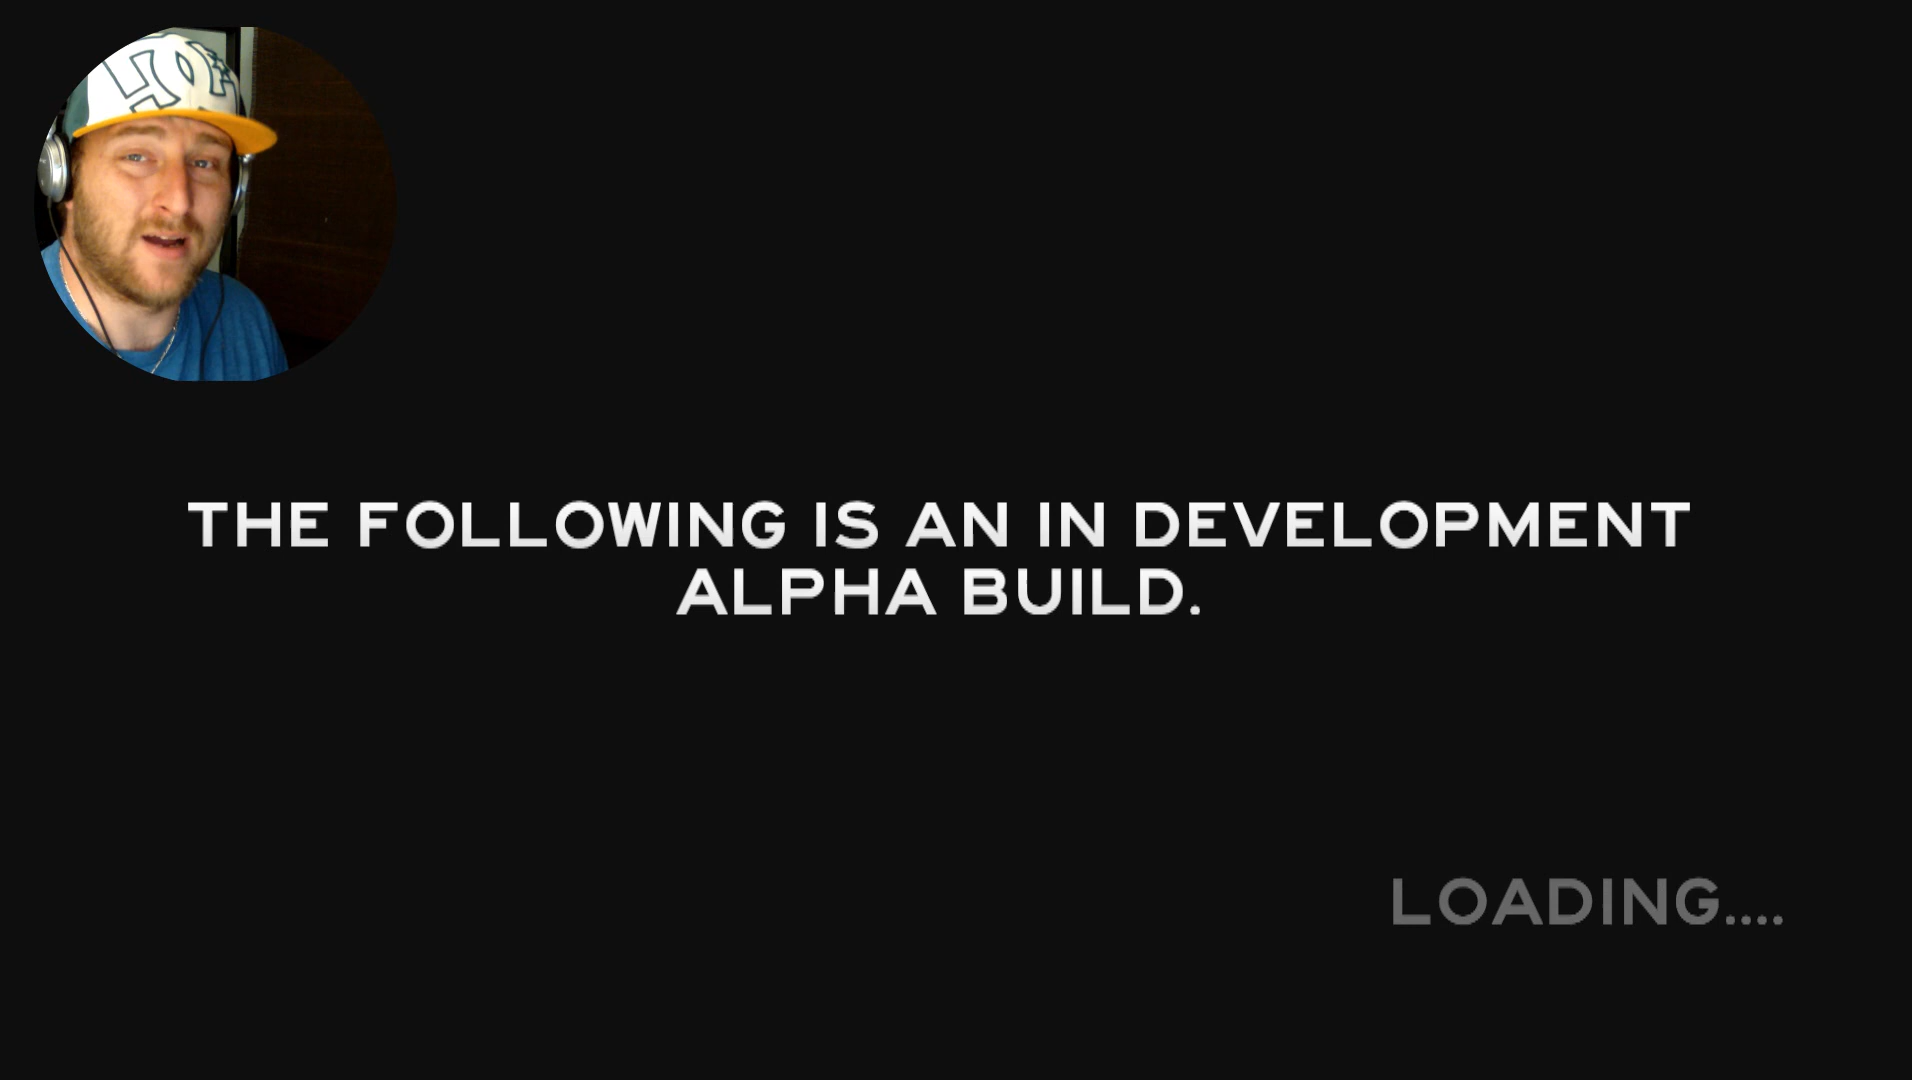 THE FOLLOWING IS AN IN DEVELOPMENT
ALPHA BUILD.
LOADING....